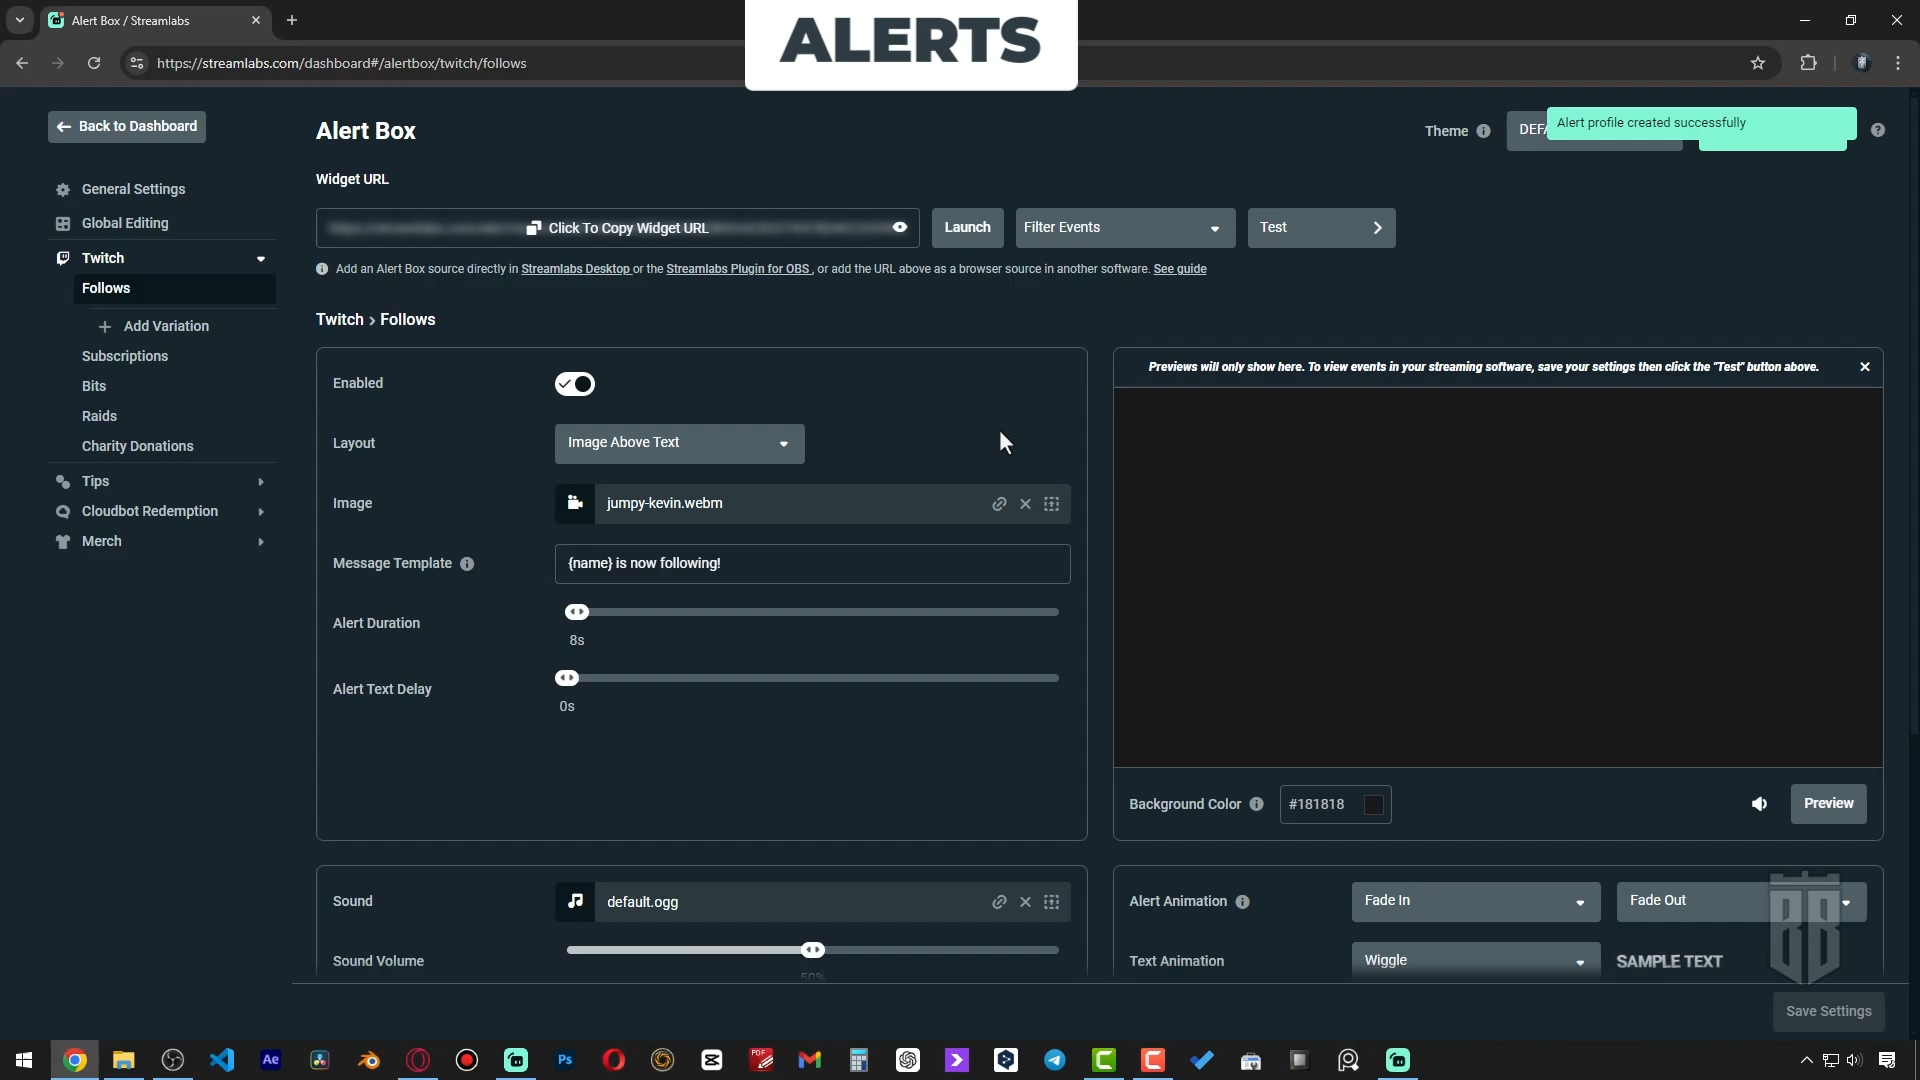 Alert Box / Streamlabs
ALERTS
https://streamlabs.com/dashboard#/alertbox/twitch/follows
Back to Dashboard
Alert Box
Theme
Alert profile created successfully
Widget URL
General Settings
Click To Copy Widget URL
Launch
Filter Events
Test
Global Editing
Twitch
Add an Alert Box source directly in Streamlabs Desktop or the Streamlabs Plugin for OBS , or add the URL above as a browser source in another software. See guide
Follows
Twitch > Follows
Add Variation
Subscriptions
Bits
Raids
Charity Donations
Tips
Cloudbot Redemption
Merch
Enabled
Layout
Image Above Text
Image
jumpy-kevin.webm
Message Template
{name} is now following!
Alert Duration
8s
Alert Text Delay
0s
Previews will only show here. To view events in your streaming software, save your settings then click the "Test" button above.
Background Color
#181818
Preview
Sound
default.ogg
Sound Volume
50%
Alert Animation
Fade In
Fade Out
Text Animation
Wiggle
SAMPLE TEXT
Save Settings
Ae
Ps
PDF